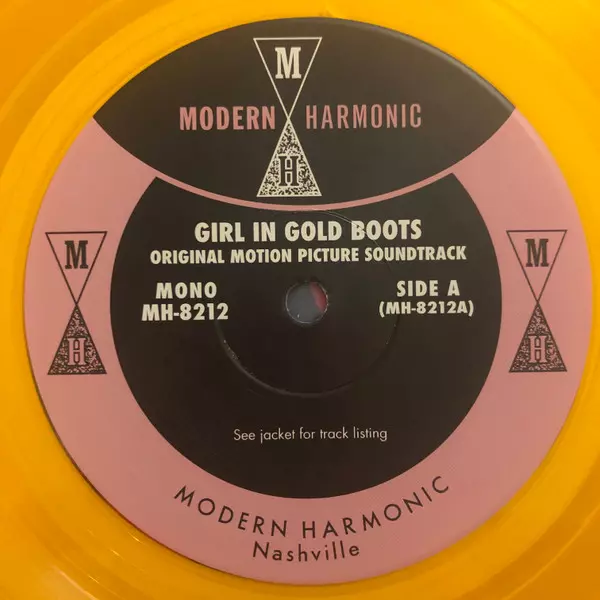 M
MODERN HARMONIC
H
GIRL IN GOLD BOOTS
ORIGINAL MOTION PICTURE SOUNDTRACK
M
M
MONO
SIDE A
MH-8212
(MH-8212A)
H
H
See jacket for track listing
MODERN HARMONIC
Nashville